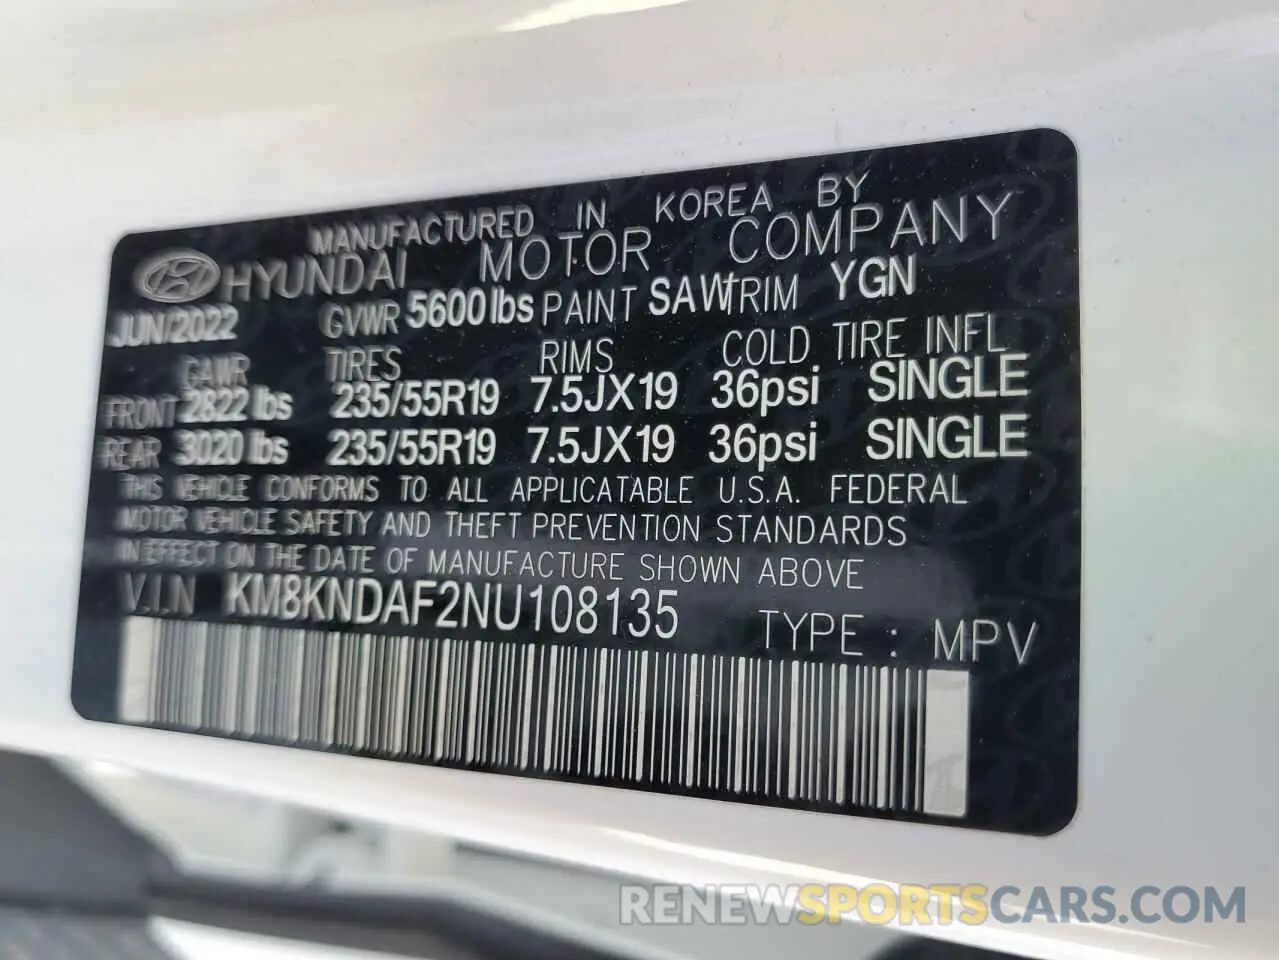 MANUFACTURED IN KOREA BY
HYUNDAI MOTOR COMPANY
JUN/2022 GVWR 5600lbs PAINT SAW TRIM YGN
GAWR TIRES RIMS COLD TIRE INFL
FRONT 2822 lbs 235/55R19 7.5JX19 36psi SINGLE
REAR 3020 lbs 235/55R19 7.5JX19 36psi SINGLE
THIS VEHICLE CONFORMS TO ALL APPLICATABLE U.S.A. FEDERAL
MOTOR VEHICLE SAFETY AND THEFT PREVENTION STANDARDS
IN EFFECT ON THE DATE OF MANUFACTURE SHOWN ABOVE
V.I.N KM8KNDAF2NU108135 TYPE : MPV
RENEWSPORTSCARS.COM